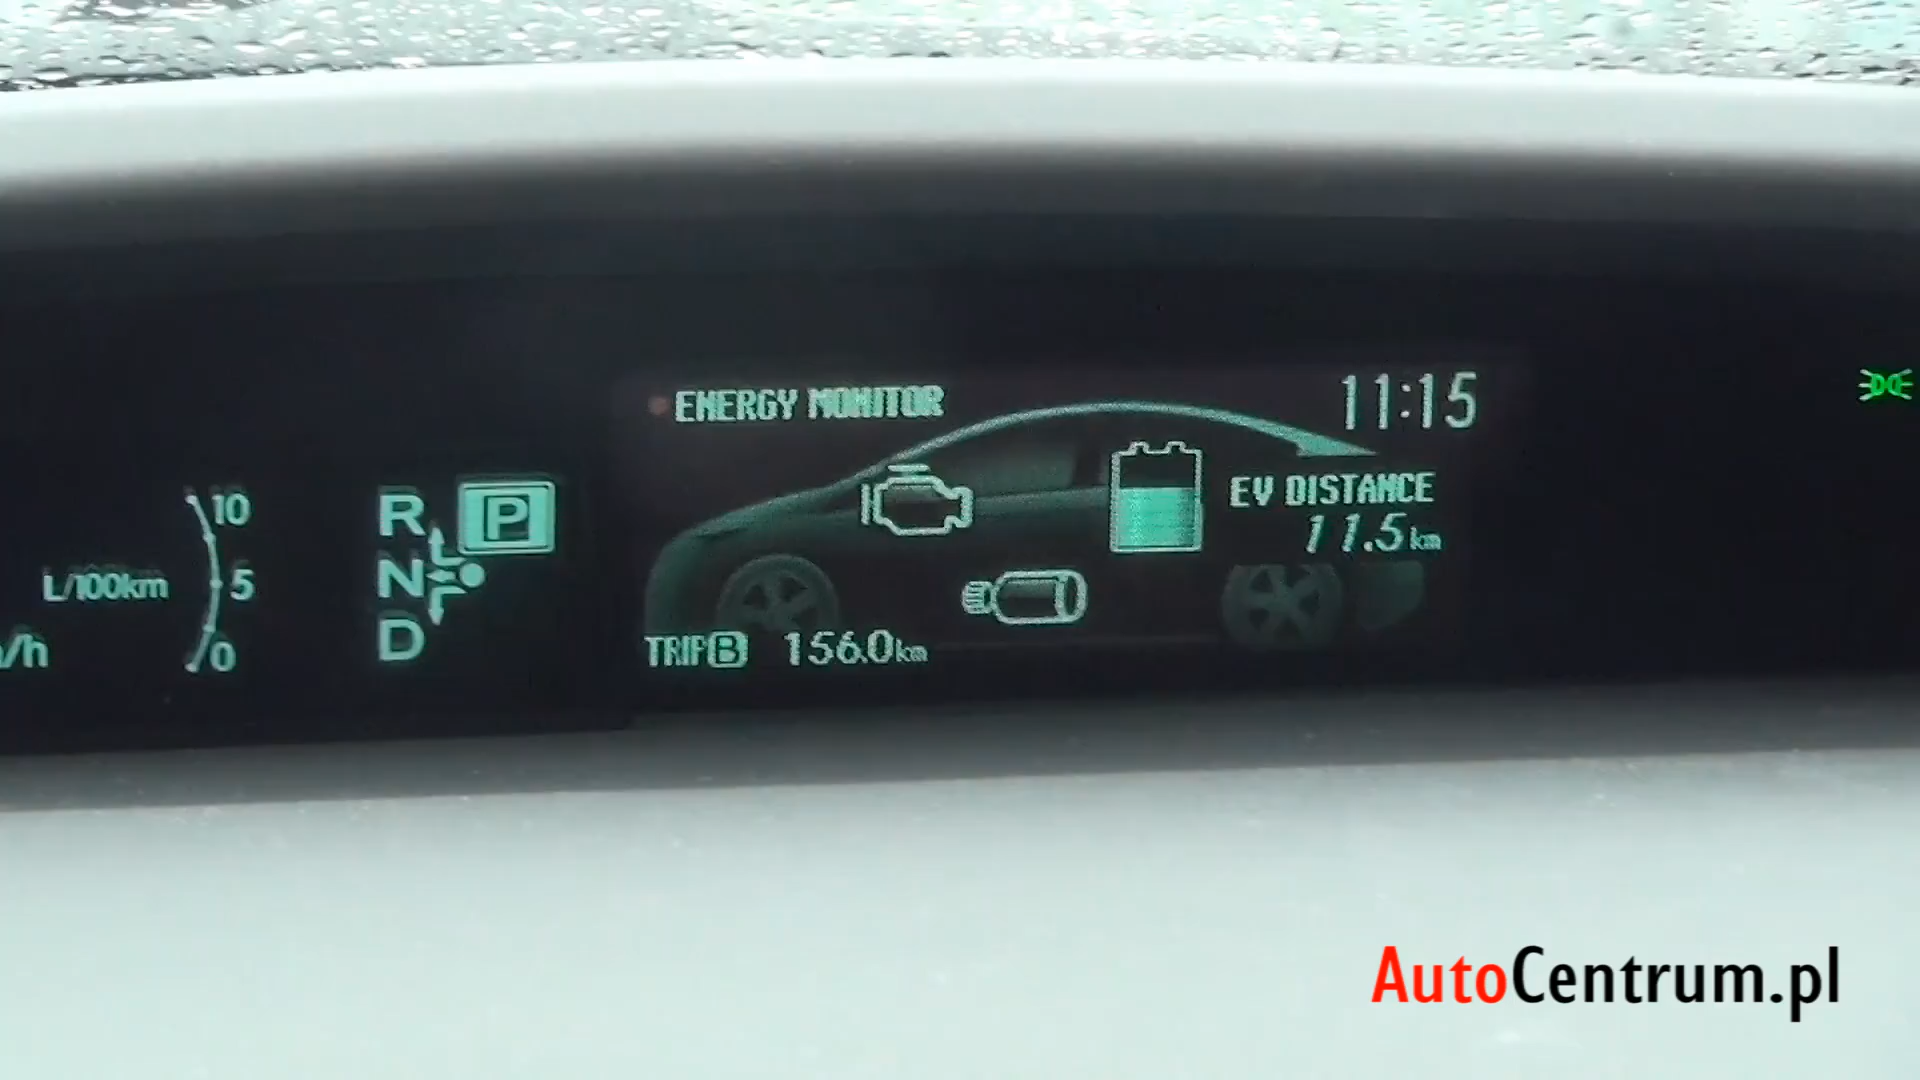 ENERGY MONITOR
11:15
EV DISTANCE
11.5km
TRIP B 156.0km
10
L/100km
5
0
/h
R
P
N
D
AutoCentrum.pl